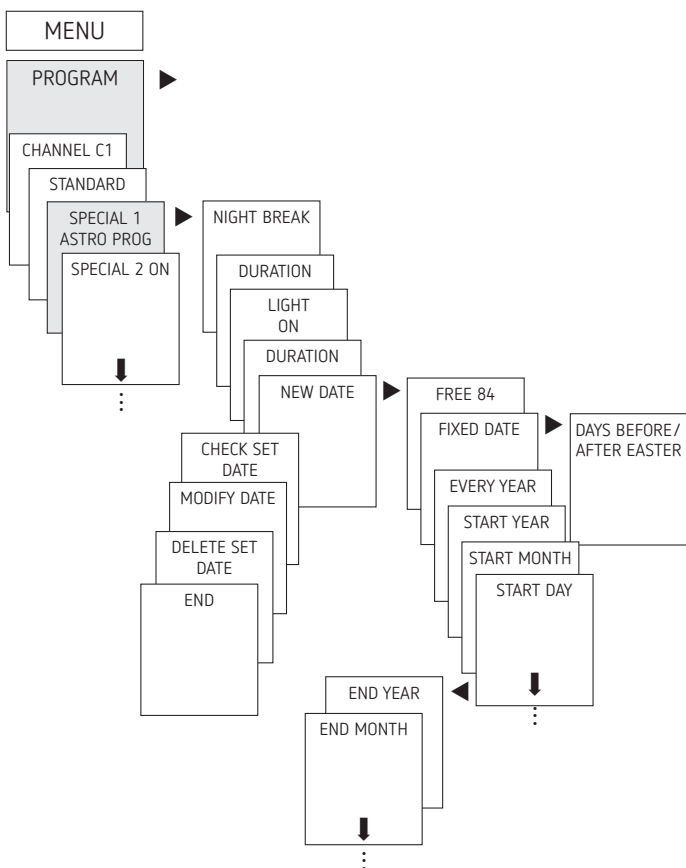 MENU
PROGRAM
CHANNEL C1
STANDARD
SPECIAL 1
ASTRO PROG
SPECIAL 2 ON
NIGHT BREAK
DURATION
LIGHT
ON
DURATION
NEW DATE
CHECK SET
DATE
MODIFY DATE
DELETE SET
DATE
END
FREE 84
FIXED DATE
DAYS BEFORE/
AFTER EASTER
EVERY YEAR
START YEAR
START MONTH
START DAY
END YEAR
END MONTH